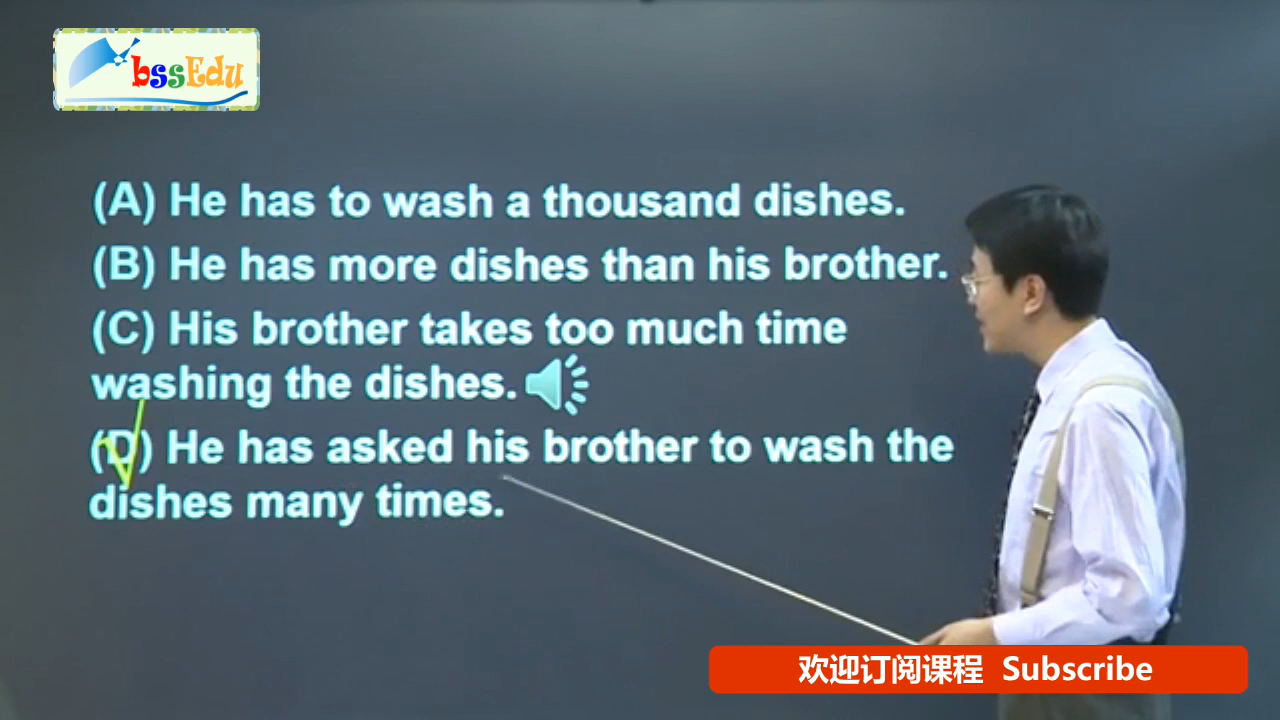 bssEdu
(A) He has to wash a thousand dishes.
(B) He has more dishes than his brother.
(C) His brother takes too much time
washing the dishes.
(D) He has asked his brother to wash the
dishes many times.
欢迎订阅课程 Subscribe